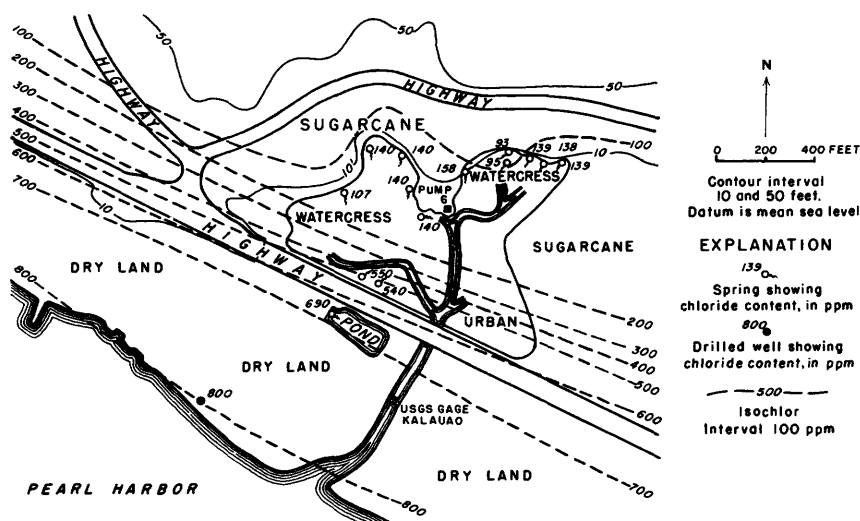 50
50
50
100
200
300
400
500
600
700
800
HIGHWAY
HIGHWAY
HIGHWAY
SUGARCANE
10
140
140
140
140
107
158
93
95
139
138
139
10
100
PUMP
6
WATERCRESS
WATERCRESS
SUGARCANE
10
DRY LAND
550
540
690
POND
URBAN
200
300
400
500
600
700
800
DRY LAND
800
USGS GAGE
KALAUAO
DRY LAND
PEARL HARBOR
N
0 200 400 FEET
Contour interval
10 and 50 feet.
Datum is mean sea level
EXPLANATION
139
Spring showing
chloride content, in ppm
800
Drilled well showing
chloride content, in ppm
500
Isochlor
Interval 100 ppm